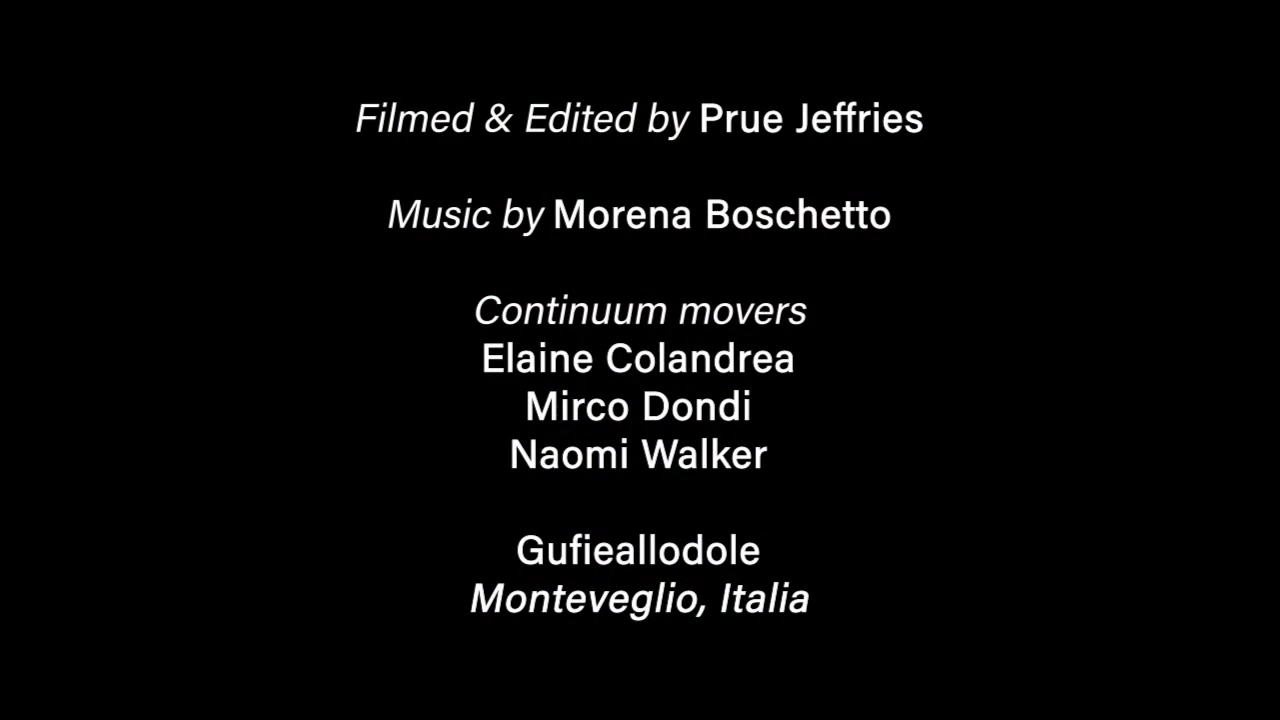 Filmed & Edited by Prue Jeffries
Music by Morena Boschetto
Continuum movers
Elaine Colandrea
Mirco Dondi
Naomi Walker
Gufieallodole
Monteveglio, Italia